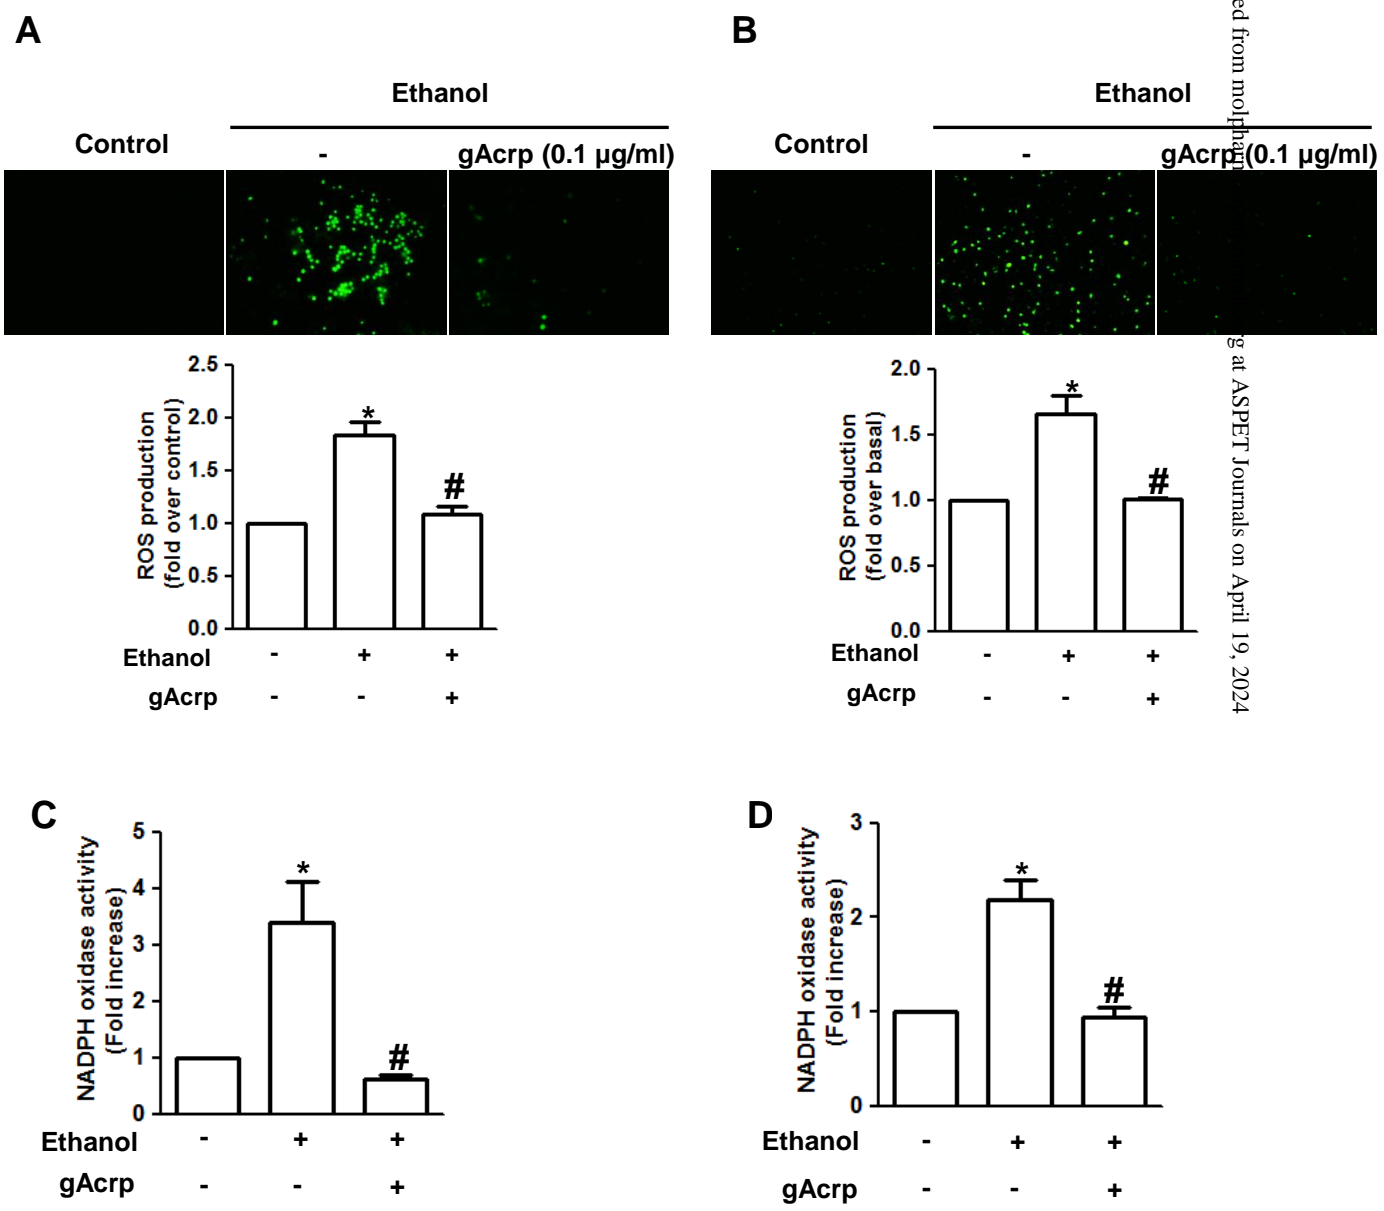 A
Ethanol
Control
-
gAcrp (0.1 µg/ml)
2.5
2.0
1.5
1.0
0.5
0.0
ROS production
(fold over control)
*
#
Ethanol - + +
gAcrp - - +
B
Ethanol
Control
-
gAcrp (0.1 µg/ml)
2.0
1.5
1.0
0.5
0.0
ROS production
(fold over basal)
*
#
Ethanol - + +
gAcrp - - +
ed from molpharm
g at ASPET Journals on April 19, 2024
C
5
4
3
2
1
0
NADPH oxidase activity
(Fold increase)
*
#
Ethanol - + +
gAcrp - - +
D
3
2
1
0
NADPH oxidase activity
(Fold increase)
*
#
Ethanol - + +
gAcrp - - +